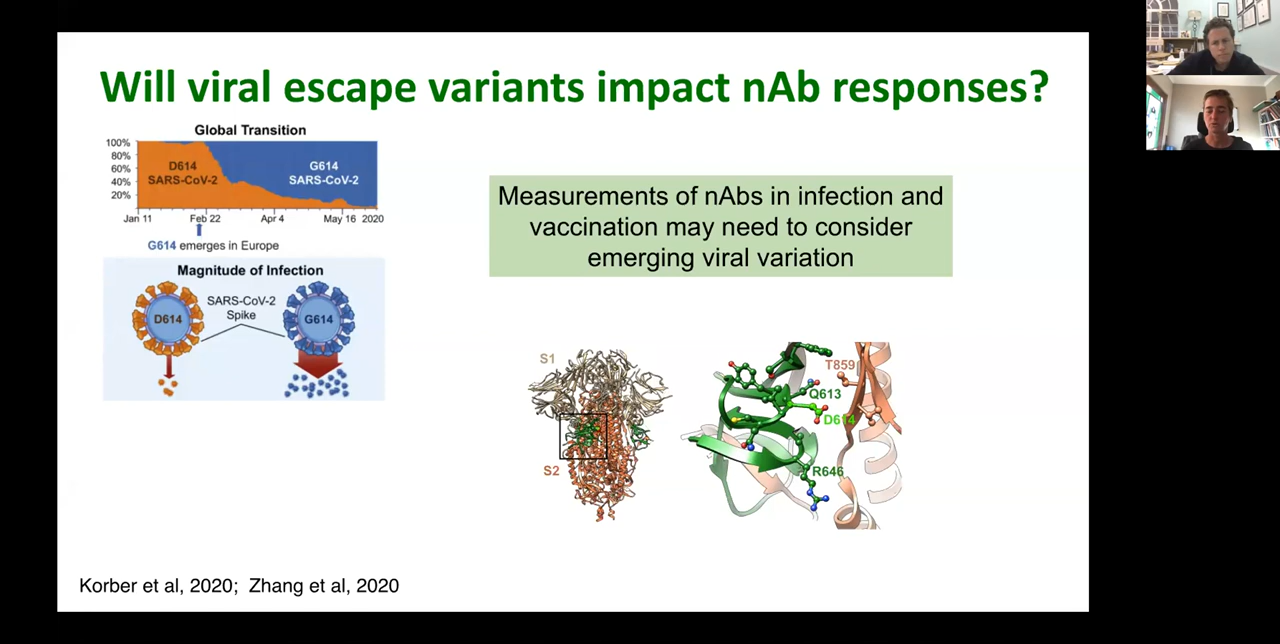 Will viral escape variants impact nAb responses?
Global Transition
100%
80%
60%
40%
20%
D614
SARS-CoV-2
G614
SARS-CoV-2
Jan 11 Feb 22 Apr 4 May 16 2020
G614 emerges in Europe
Magnitude of Infection
SARS-CoV-2
Spike
D614
G614
Measurements of nAbs in infection and
vaccination may need to consider
emerging viral variation
S1
S2
T859
Q613
D614
R646
Korber et al, 2020; Zhang et al, 2020